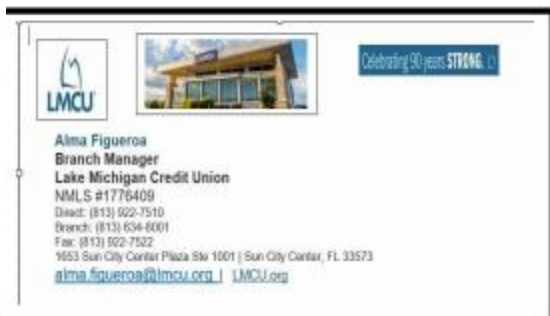 LMCU
Celebrating 90 years STRONG.
Alma Figueroa
Branch Manager
Lake Michigan Credit Union
NMLS #1776409
Direct: (813) 922-7510
Branch: (813) 634-6001
Fax: (813) 922-7522
1653 Sun City Center Plaza Ste 1001 | Sun City Center, FL 33573
alma.figueroa@lmcu.org | LMCU.org